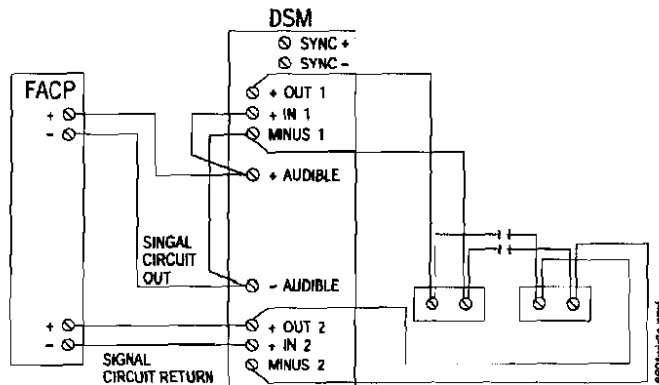 DSM
SYNC +
SYNC -
FACP
+ OUT 1
+ IN 1
MINUS 1
+
-
+ AUDIBLE
SINGAL
CIRCUIT
OUT
- AUDIBLE
+
-
+ OUT 2
+ IN 2
MINUS 2
SIGNAL
CIRCUIT RETURN